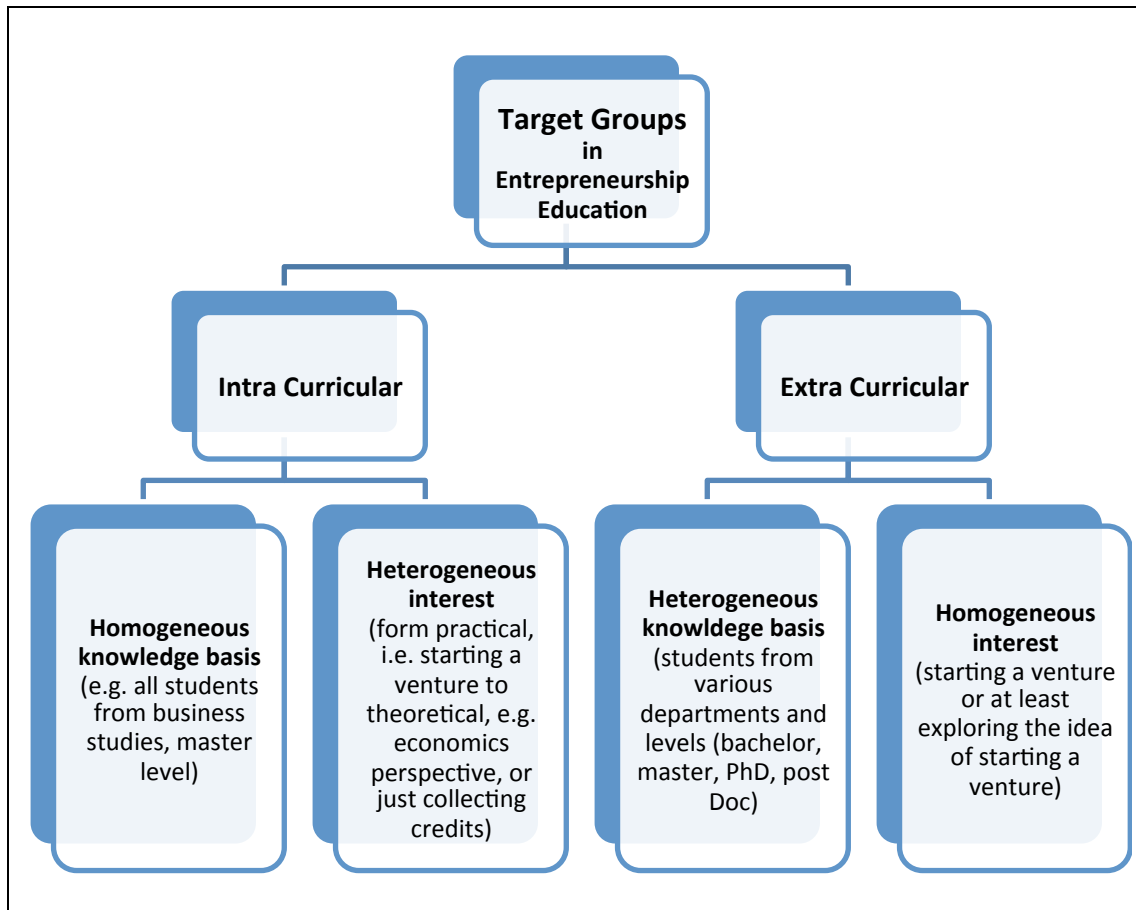 Target Groups
in
Entrepreneurship
Education
Intra Curricular
Extra Curricular
Homogeneous
knowledge basis
(e.g. all students
from business
studies, master
level)
Heterogeneous
interest
(form practical,
i.e. starting a
venture to
theoretical, e.g.
economics
perspective, or
just collecting
credits)
Heterogeneous
knowldege basis
(students from
various
departments and
levels (bachelor,
master, PhD, post
Doc)
Homogeneous
interest
(starting a venture
or at least
exploring the idea
of starting a
venture)